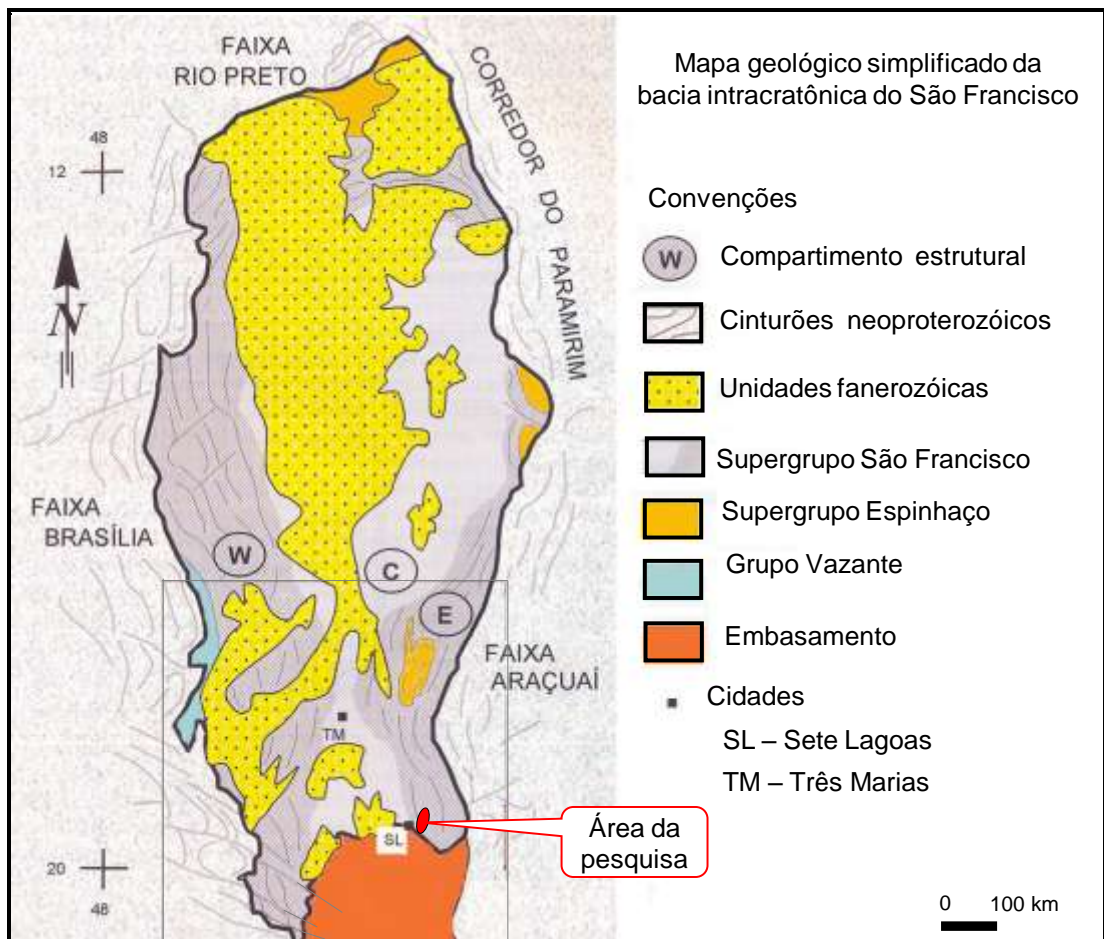 Mapa geológico simplificado da
bacia intracratônica do São Francisco
FAIXA
RIO PRETO
CORREDOR DO PARAMIRIM
48
12
N
FAIXA
BRASÍLIA
W
C
E
FAIXA
ARAÇUAÍ
TM
SL
20
48
Área da
pesquisa
Convenções
W Compartimento estrutural
Cinturões neoproterozóicos
Unidades fanerozóicas
Supergrupo São Francisco
Supergrupo Espinhaço
Grupo Vazante
Embasamento
Cidades
SL – Sete Lagoas
TM – Três Marias
0 100 km